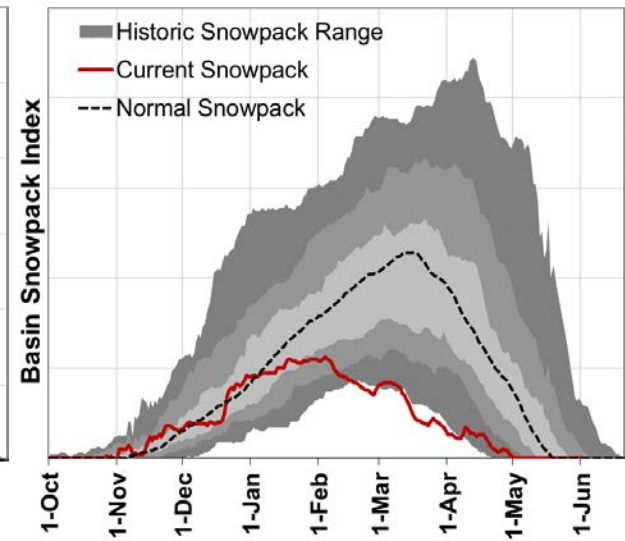 Historic Snowpack Range
Current Snowpack
Normal Snowpack
Basin Snowpack Index
1-Oct
1-Nov
1-Dec
1-Jan
1-Feb
1-Mar
1-Apr
1-May
1-Jun